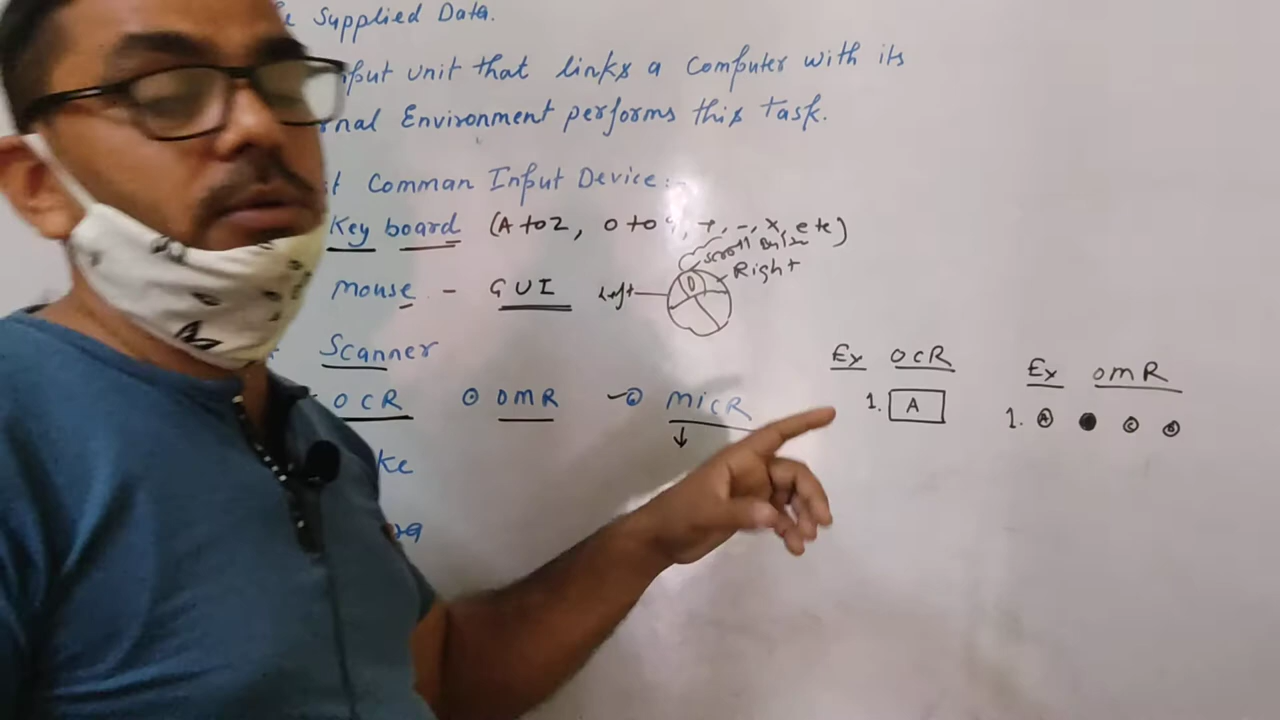 Supplied Data.
put unit that links a Computer with its
rnal Environment performs this task.
Comman Input Device:-
Key board (A to Z, 0 to 9, +, -, x, etc)
Scroll
Right
Mouse - GUI Left
Scanner
Ex OCR
Ex OMR
OCR OMR MICR
1. A
1. A C D
ke